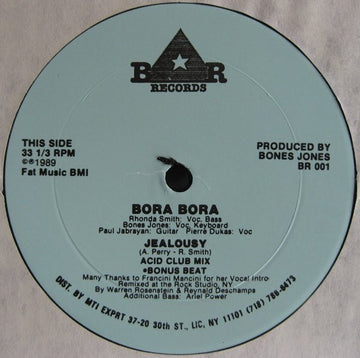 B R
RECORDS
THIS SIDE
33 1/3 RPM
©℗1989
Fat Music BMI
PRODUCED BY
BONES JONES
BR 001
BORA BORA
Rhonda Smith: Voc. Bass
Bones Jones: Voc. Keyboard
Paul Jabrayan: Guitar Pierre Dukas: Voc
JEALOUSY
(A. Perry - R. Smith)
ACID CLUB MIX
•BONUS BEAT
Many Thanks to Francini Mancini for her Vocal Intro
Remixed at the Rock Studio, NY
By Warren Rosenstein & Reynald Deschamps
Additional Bass: Ariel Power
DIST. BY MTI EXPRT 37-20 30th ST., LIC, NY 11101 (718) 789-4473